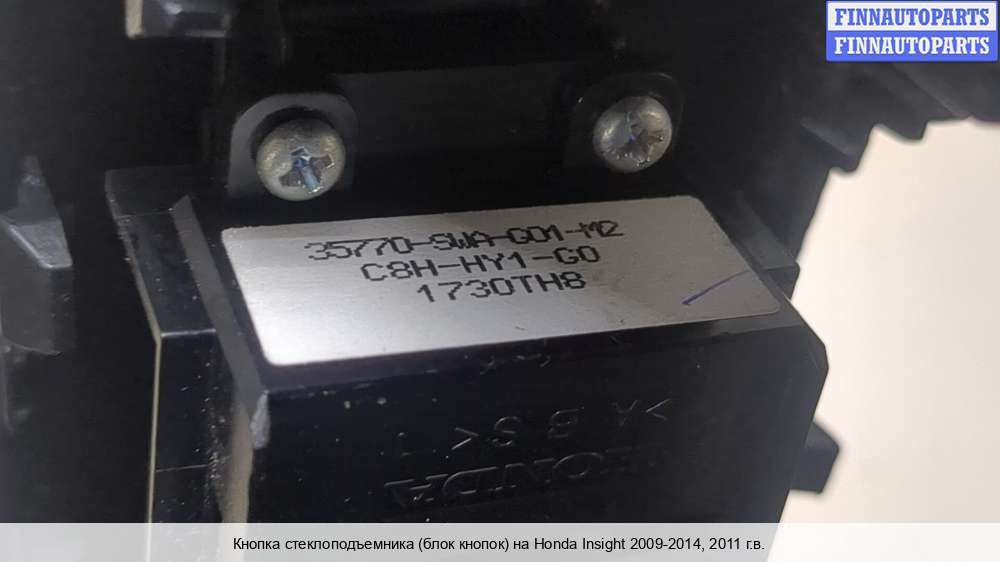 FINNAUTOPARTS
FINNAUTOPARTS
35770-SWA-G01-M2
C8H-HY1-G0
1730TH8
>ABS<
HONDA
Кнопка стеклоподъемника (блок кнопок) на Honda Insight 2009-2014, 2011 г.в.